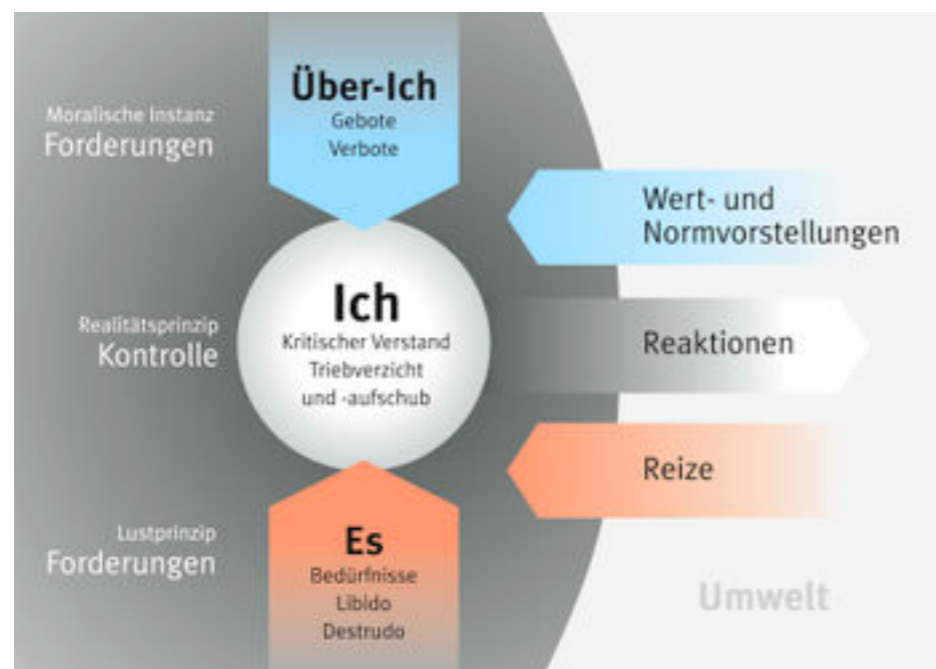 Über-Ich
Gebote
Verbote
Moralische Instanz
Forderungen
Wert- und
Normvorstellungen
Ich
Kritischer Verstand
Triebverzicht
und -aufschub
Realitätsprinzip
Kontrolle
Reaktionen
Reize
Es
Bedürfnisse
Libido
Destrudo
Lustprinzip
Forderungen
Umwelt